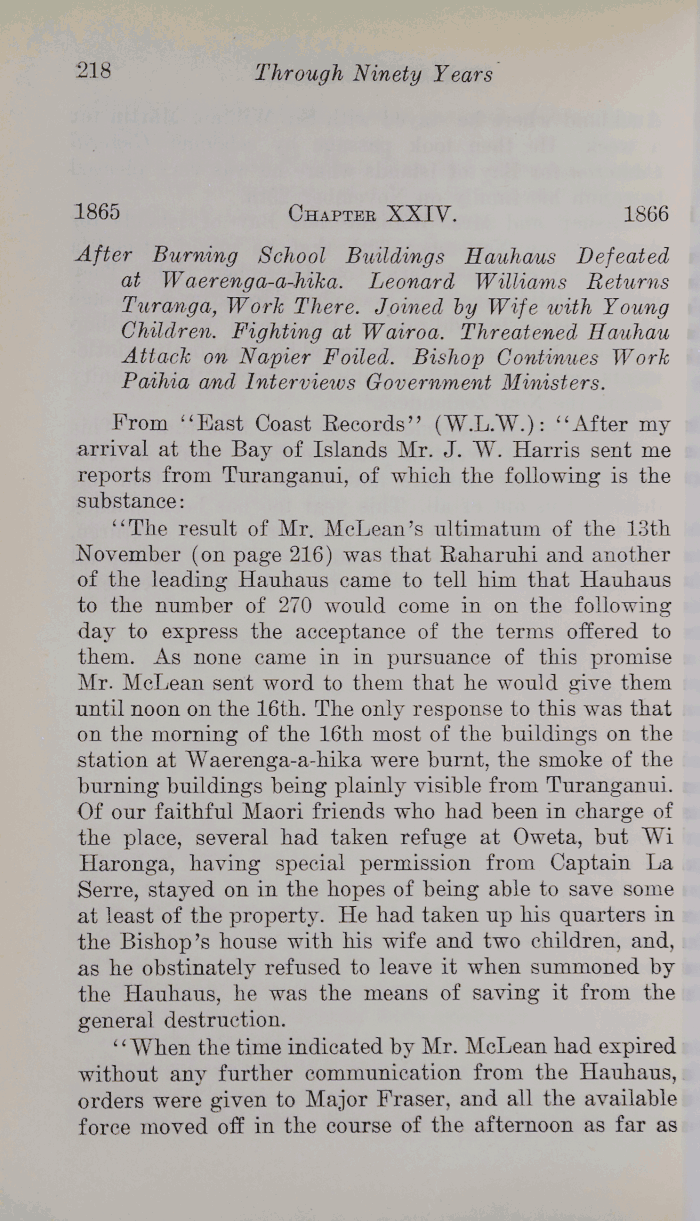 218 Through Ninety Years
1865 CHAPTER XXIV. 1866
After Burning School Buildings Hauhaus Defeated
at Waerenga-a-hika. Leonard Williams Returns
Turanga, Work There. Joined by Wife with Young
Children. Fighting at Wairoa. Threatened Hauhau
Attack on Napier Foiled. Bishop Continues Work
Paihia and Interviews Government Ministers.
From ‘‘East Coast Records’’ (W.L.W.): ‘‘After my
arrival at the Bay of Islands Mr. J. W. Harris sent me
reports from Turanganui, of which the following is the
substance:
‘‘The result of Mr. McLean’s ultimatum of the 13th
November (on page 216) was that Raharuhi and another
of the leading Hauhaus came to tell him that Hauhaus
to the number of 270 would come in on the following
day to express the acceptance of the terms offered to
them. As none came in in pursuance of this promise
Mr. McLean sent word to them that he would give them
until noon on the 16th. The only response to this was that
on the morning of the 16th most of the buildings on the
station at Waerenga-a-hika were burnt, the smoke of the
burning buildings being plainly visible from Turanganui.
Of our faithful Maori friends who had been in charge of
the place, several had taken refuge at Oweta, but Wi
Haronga, having special permission from Captain La
Serre, stayed on in the hopes of being able to save some
at least of the property. He had taken up his quarters in
the Bishop’s house with his wife and two children, and,
as he obstinately refused to leave it when summoned by
the Hauhaus, he was the means of saving it from the
general destruction.
‘‘When the time indicated by Mr. McLean had expired
without any further communication from the Hauhaus,
orders were given to Major Fraser, and all the available
force moved off in the course of the afternoon as far as